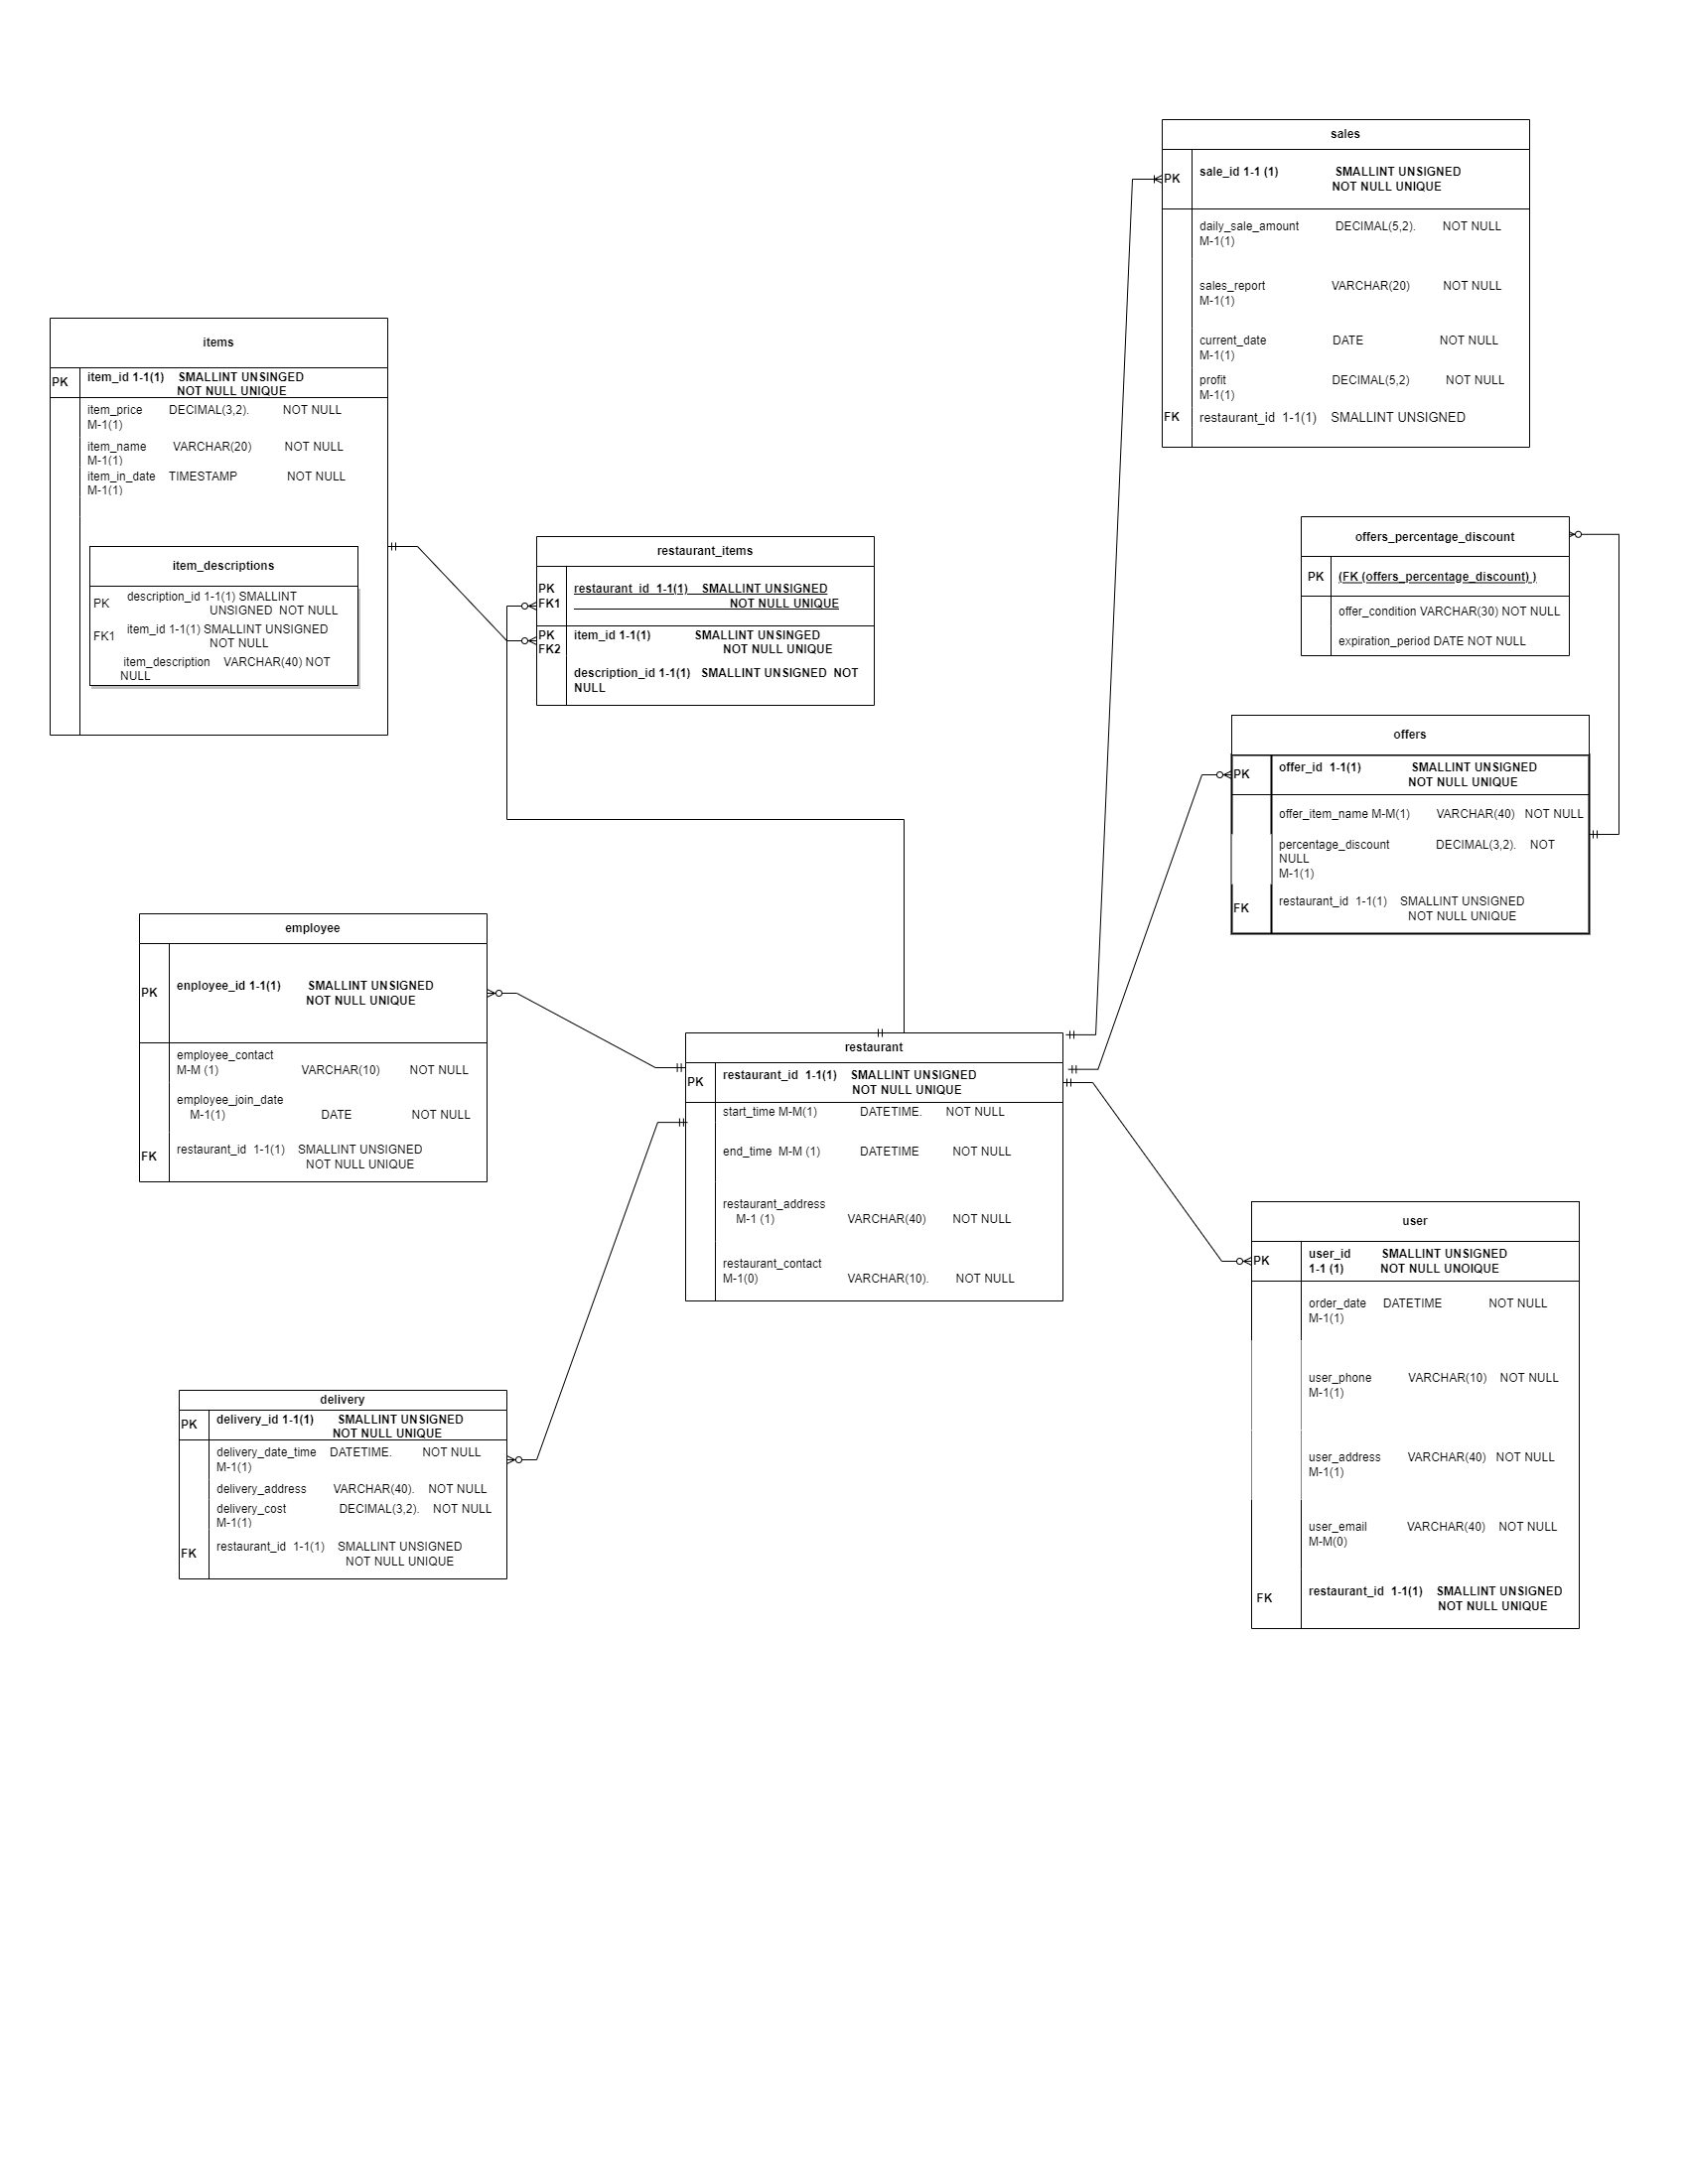 sales
PK
sale_id 1-1 (1) SMALLINT UNSIGNED
NOT NULL UNIQUE
daily_sale_amount DECIMAL(5,2). NOT NULL
M-1(1)
sales_report VARCHAR(20) NOT NULL
M-1(1)
current_date DATE NOT NULL
M-1(1)
profit DECIMAL(5,2) NOT NULL
M-1(1)
FK restaurant_id 1-1(1) SMALLINT UNSIGNED
items
PK
item_id 1-1(1) SMALLINT UNSINGED
NOT NULL UNIQUE
item_price DECIMAL(3,2). NOT NULL
M-1(1)
item_name VARCHAR(20) NOT NULL
M-1(1)
item_in_date TIMESTAMP NOT NULL
M-1(1)
item_descriptions
PK
description_id 1-1(1) SMALLINT
UNSIGNED NOT NULL
FK1
item_id 1-1(1) SMALLINT UNSIGNED
NOT NULL
item_description VARCHAR(40) NOT
NULL
restaurant_items
PK restaurant_id 1-1(1) SMALLINT UNSIGNED
FK1 NOT NULL UNIQUE
PK item_id 1-1(1) SMALLINT UNSINGED
FK2 NOT NULL UNIQUE
description_id 1-1(1) SMALLINT UNSIGNED NOT
NULL
offers_percentage_discount
PK (FK (offers_percentage_discount) )
offer_condition VARCHAR(30) NOT NULL
expiration_period DATE NOT NULL
offers
PK
offer_id 1-1(1) SMALLINT UNSIGNED
NOT NULL UNIQUE
offer_item_name M-M(1) VARCHAR(40) NOT NULL
percentage_discount DECIMAL(3,2). NOT
NULL
M-1(1)
FK
restaurant_id 1-1(1) SMALLINT UNSIGNED
NOT NULL UNIQUE
employee
PK
enployee_id 1-1(1) SMALLINT UNSIGNED
NOT NULL UNIQUE
employee_contact
M-M (1) VARCHAR(10) NOT NULL
employee_join_date
M-1(1) DATE NOT NULL
FK
restaurant_id 1-1(1) SMALLINT UNSIGNED
NOT NULL UNIQUE
restaurant
PK
restaurant_id 1-1(1) SMALLINT UNSIGNED
NOT NULL UNIQUE
start_time M-M(1) DATETIME. NOT NULL
end_time M-M (1) DATETIME NOT NULL
restaurant_address
M-1 (1) VARCHAR(40) NOT NULL
restaurant_contact
M-1(0) VARCHAR(10). NOT NULL
user
PK
user_id SMALLINT UNSIGNED
1-1 (1) NOT NULL UNOIQUE
order_date DATETIME NOT NULL
M-1(1)
user_phone VARCHAR(10) NOT NULL
M-1(1)
user_address VARCHAR(40) NOT NULL
M-1(1)
user_email VARCHAR(40) NOT NULL
M-M(0)
FK
restaurant_id 1-1(1) SMALLINT UNSIGNED
NOT NULL UNIQUE
delivery
PK
delivery_id 1-1(1) SMALLINT UNSIGNED
NOT NULL UNIQUE
delivery_date_time DATETIME. NOT NULL
M-1(1)
delivery_address VARCHAR(40). NOT NULL
delivery_cost DECIMAL(3,2). NOT NULL
M-1(1)
FK
restaurant_id 1-1(1) SMALLINT UNSIGNED
NOT NULL UNIQUE